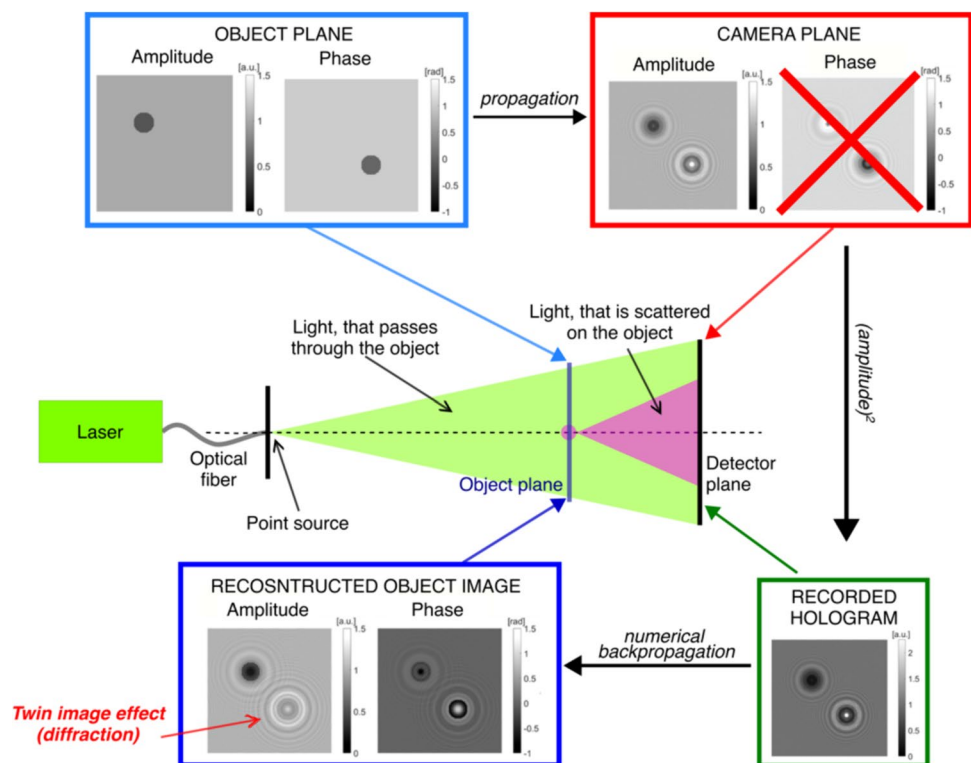 OBJECT PLANE
Amplitude
Phase
[a.u.]
1.5
1
0.5
0
[rad]
1.5
1
0.5
0
-0.5
-1
propagation
CAMERA PLANE
Amplitude
Phase
[a.u.]
1.5
1
0.5
0
[rad]
1.5
1
0.5
0
-0.5
-1
Light, that passes
through the object
Light, that is scattered
on the object
(amplitude)²
Laser
Optical
fiber
Point source
Object plane
Detector
plane
RECOSNTRUCTED OBJECT IMAGE
Amplitude
Phase
[a.u.]
1.5
1
0.5
0
[rad]
1.5
1
0.5
0
-0.5
-1
Twin image effect
(diffraction)
numerical
backpropagation
RECORDED
HOLOGRAM
[a.u.]
2
1.5
1
0.5
0